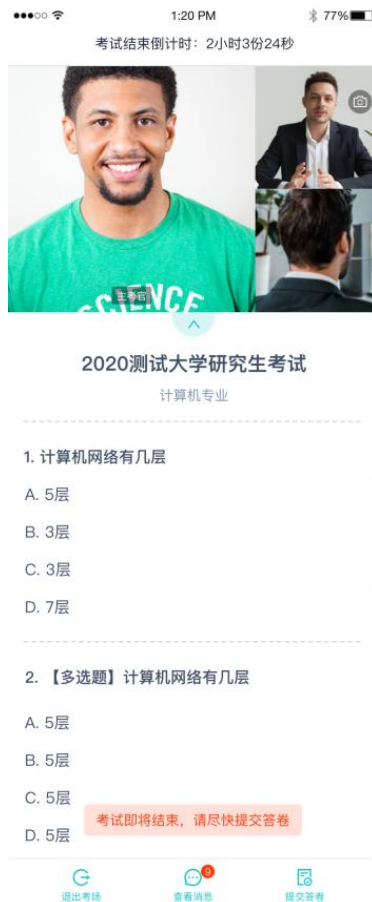 1:20 PM
77%
考试结束倒计时：2小时3份24秒
SCIENCE
主考官
2020测试大学研究生考试
计算机专业
1. 计算机网络有几层
A. 5层
B. 3层
C. 3层
D. 7层
2. 【多选题】计算机网络有几层
A. 5层
B. 5层
C. 5层
考试即将结束，请尽快提交答卷
D. 5层
9
退出考场
查看消息
提交答卷